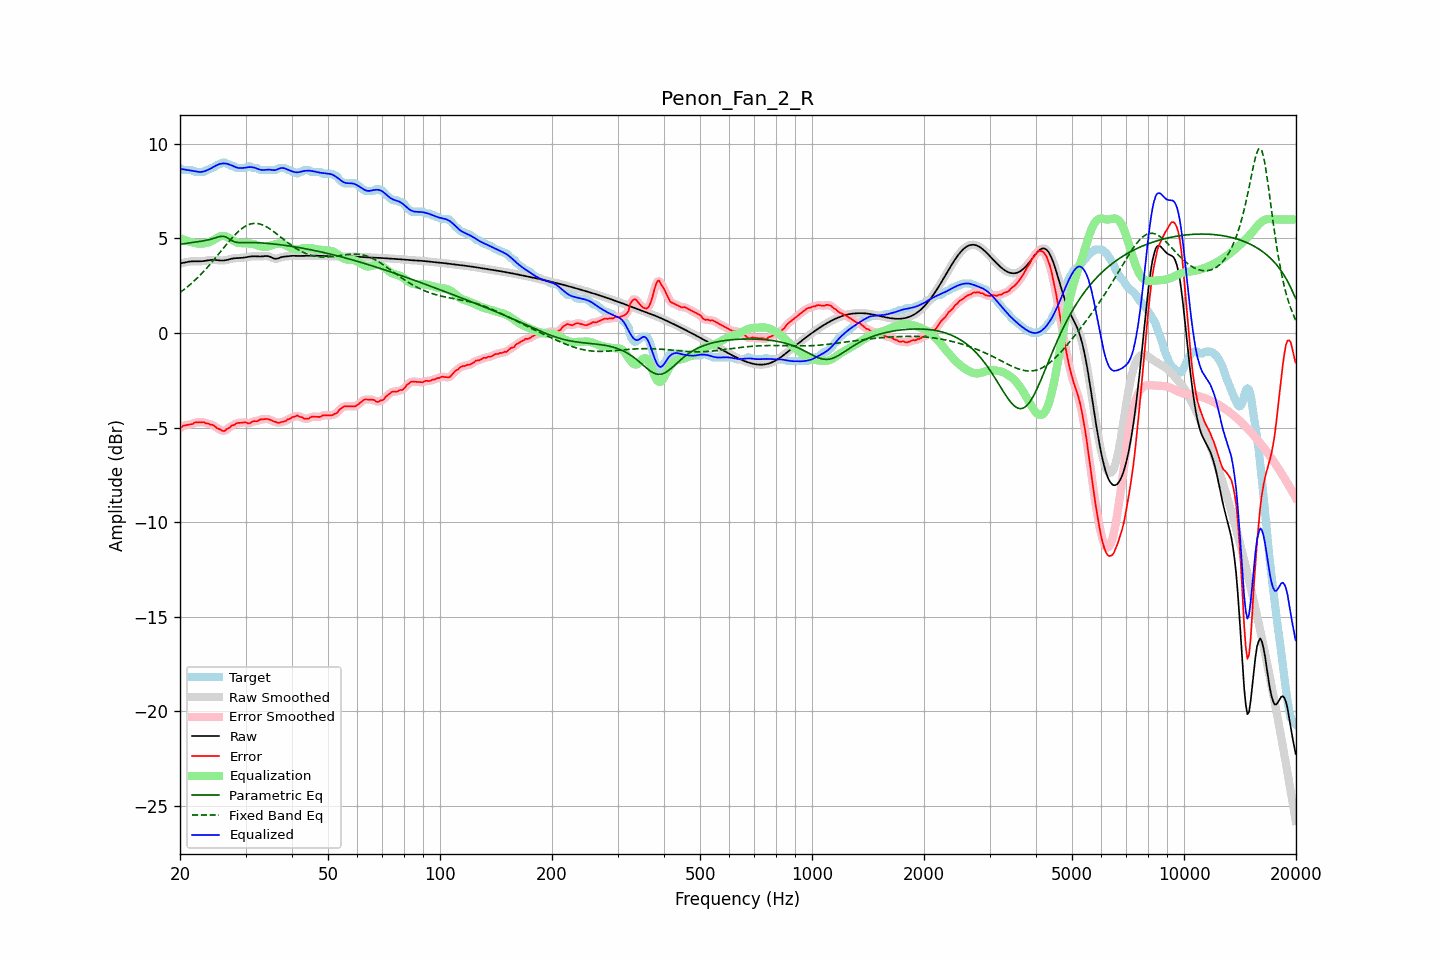 Penon_Fan_2_R
10
5
0
−5
−10
−15
−20
−25
Amplitude (dBr)
Target
Raw Smoothed
Error Smoothed
Raw
Error
Equalization
Parametric Eq
Fixed Band Eq
Equalized
20 50 100 200 500 1000 2000 5000 10000 20000
Frequency (Hz)